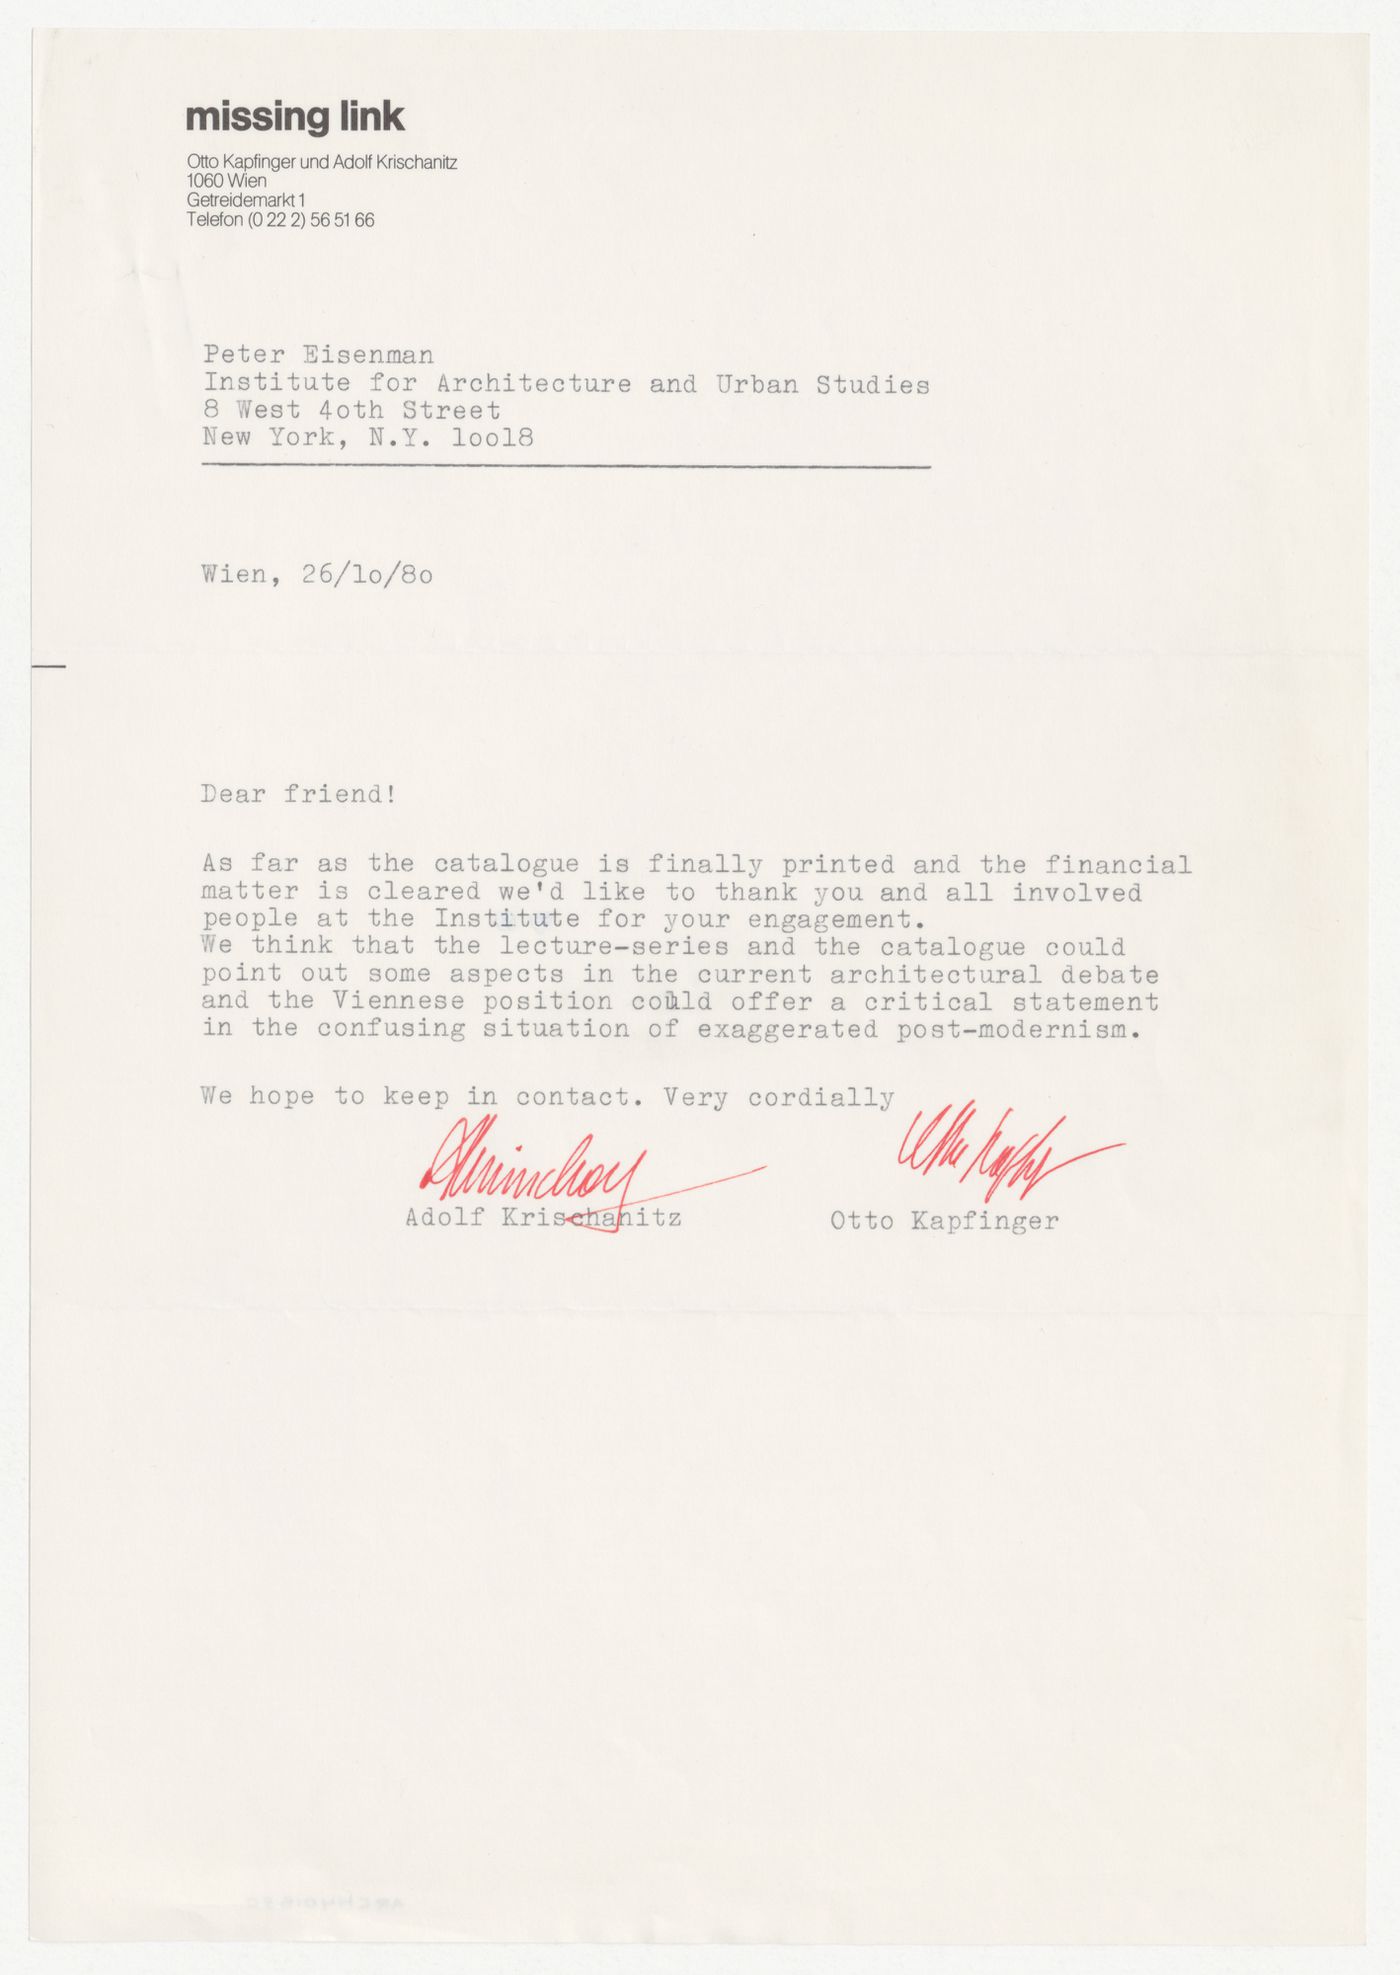 missing link
Otto Kapfinger und Adolf Krischanitz
1060 Wien
Getreidemarkt 1
Telefon (0 22 2) 56 51 66
Peter Eisenman
Institute for Architecture and Urban Studies
8 West 4oth Street
New York, N.Y. lool8
Wien, 26/lo/8o
Dear friend!
As far as the catalogue is finally printed and the financial
matter is cleared we'd like to thank you and all involved
people at the Institute for your engagement.
We think that the lecture-series and the catalogue could
point out some aspects in the current architectural debate
and the Viennese position could offer a critical statement
in the confusing situation of exaggerated post-modernism.
We hope to keep in contact. Very cordially
Adolf Krischanitz Otto Kapfinger